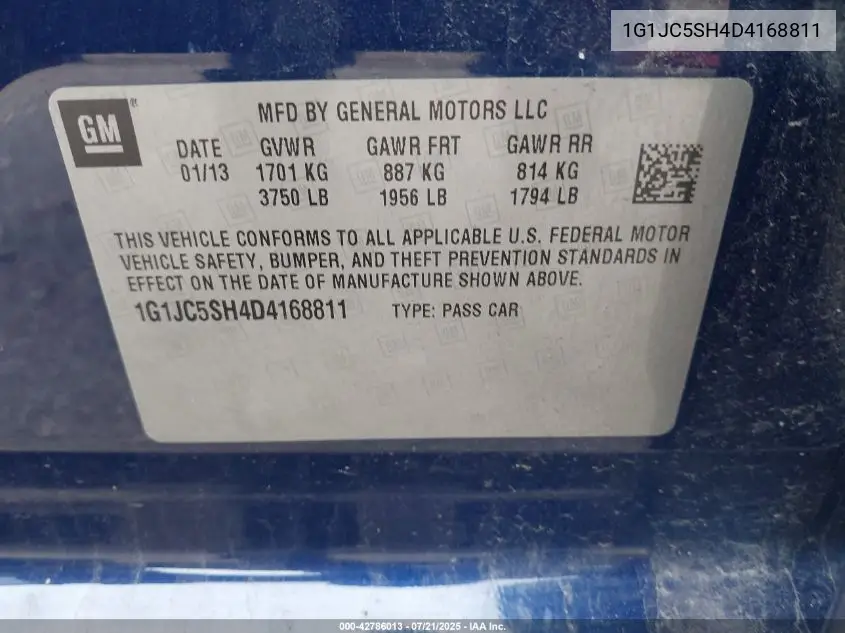 1G1JC5SH4D4168811
GM ®
MFD BY GENERAL MOTORS LLC
DATE GVWR GAWR FRT GAWR RR
01/13 1701 KG 887 KG 814 KG
3750 LB 1956 LB 1794 LB
THIS VEHICLE CONFORMS TO ALL APPLICABLE U.S. FEDERAL MOTOR
VEHICLE SAFETY, BUMPER, AND THEFT PREVENTION STANDARDS IN
EFFECT ON THE DATE OF MANUFACTURE SHOWN ABOVE.
1G1JC5SH4D4168811 TYPE: PASS CAR
000-42786013 - 07/21/2025 - IAA Inc.